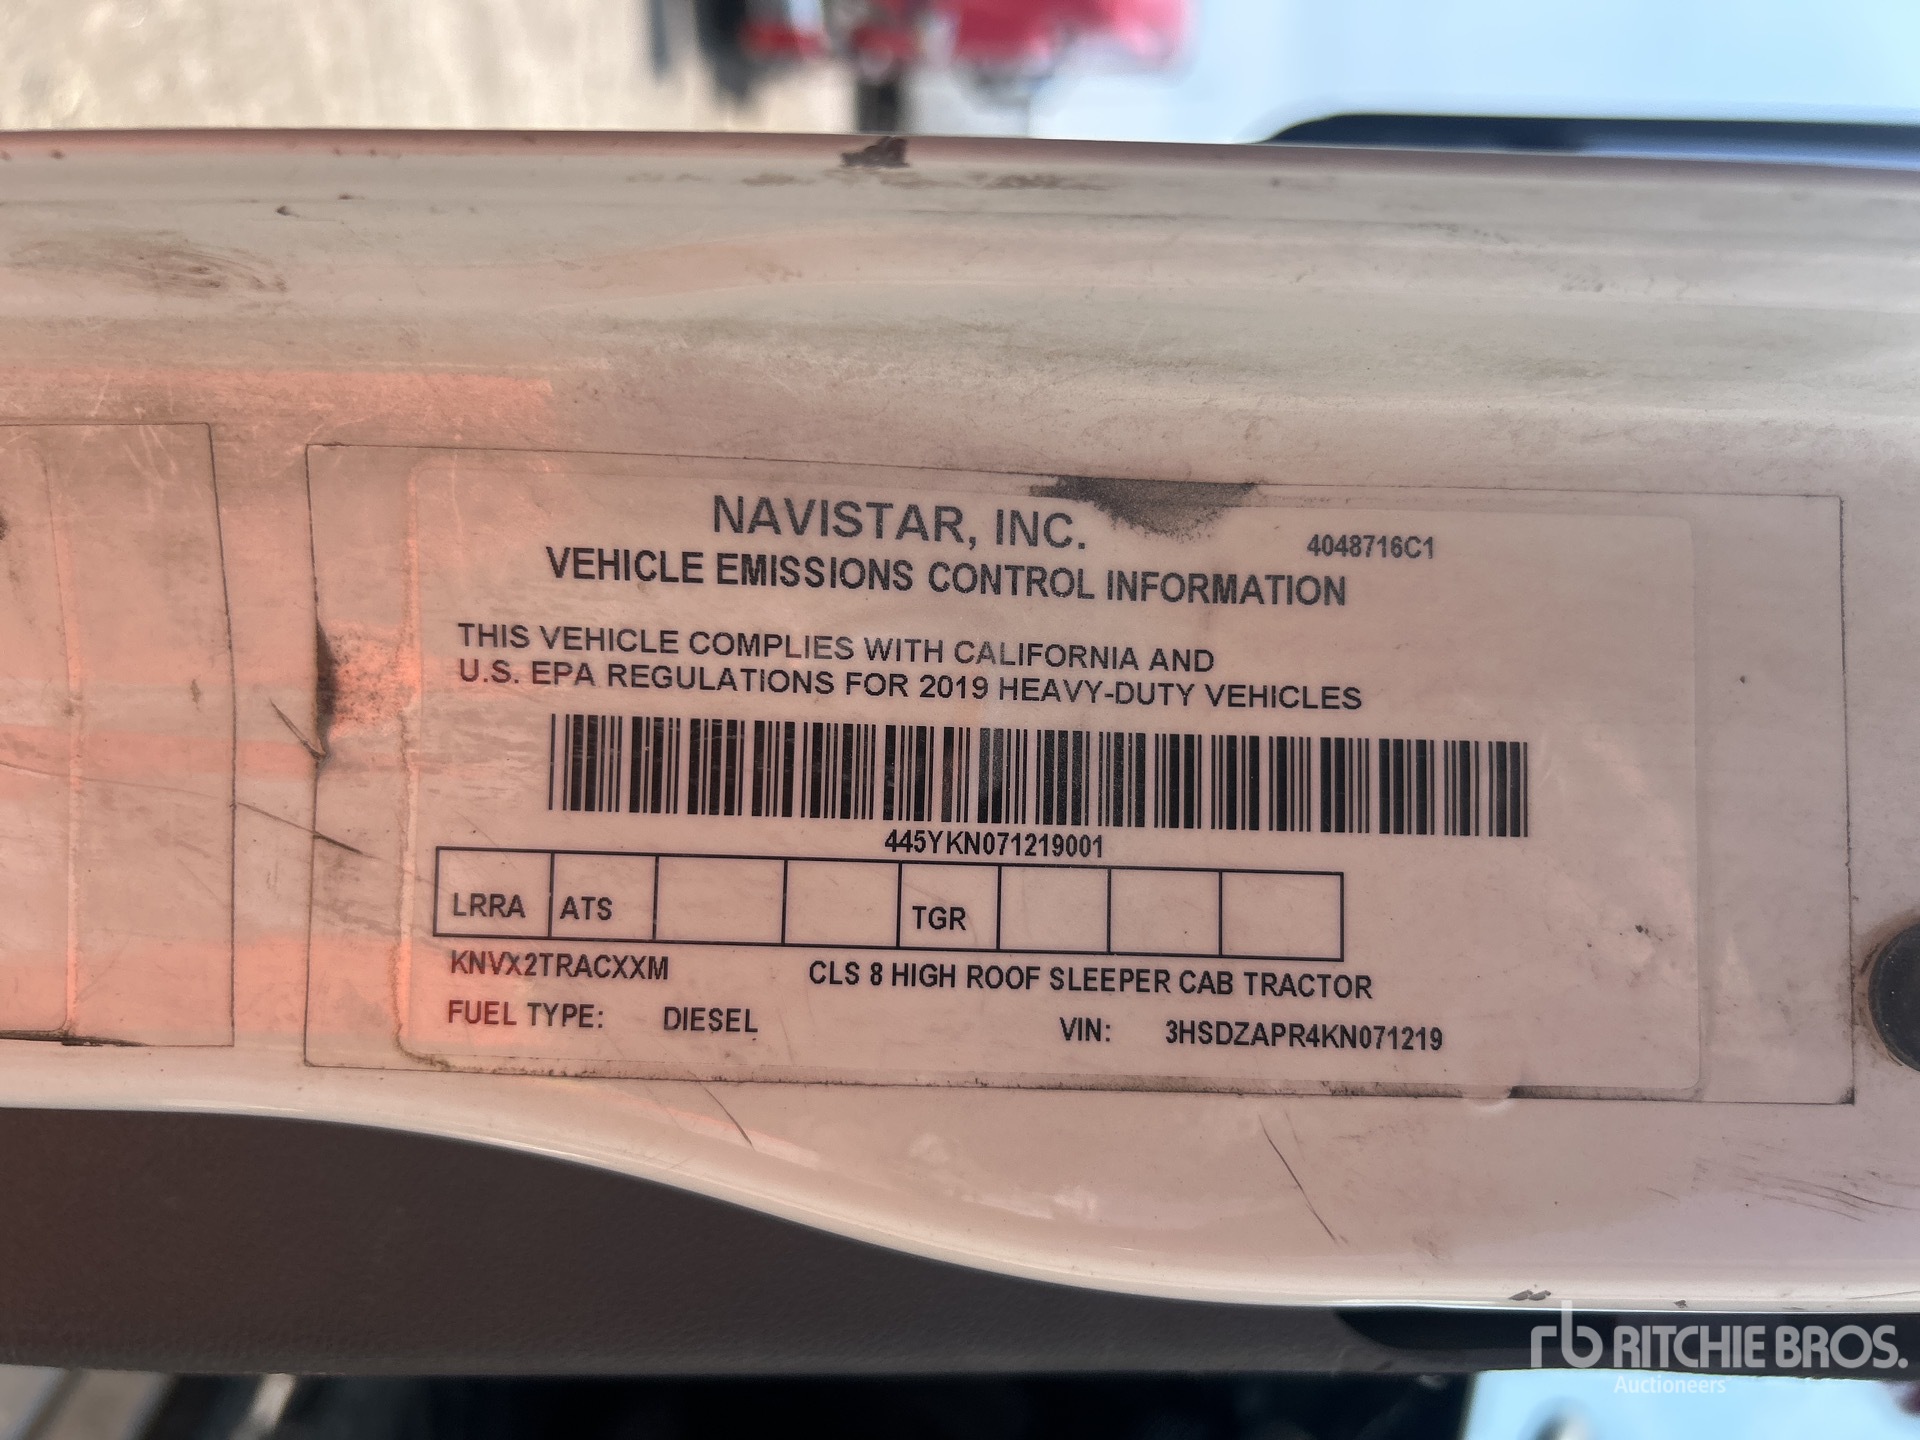 NAVISTAR, INC.
4048716C1
VEHICLE EMISSIONS CONTROL INFORMATION
THIS VEHICLE COMPLIES WITH CALIFORNIA AND
U.S. EPA REGULATIONS FOR 2019 HEAVY-DUTY VEHICLES
445YKN071219001
LRRA ATS TGR
KNVX2TRACXXM CLS 8 HIGH ROOF SLEEPER CAB TRACTOR
FUEL TYPE: DIESEL VIN: 3HSDZAPR4KN071219
rb RITCHIE BROS.
Auctioneers